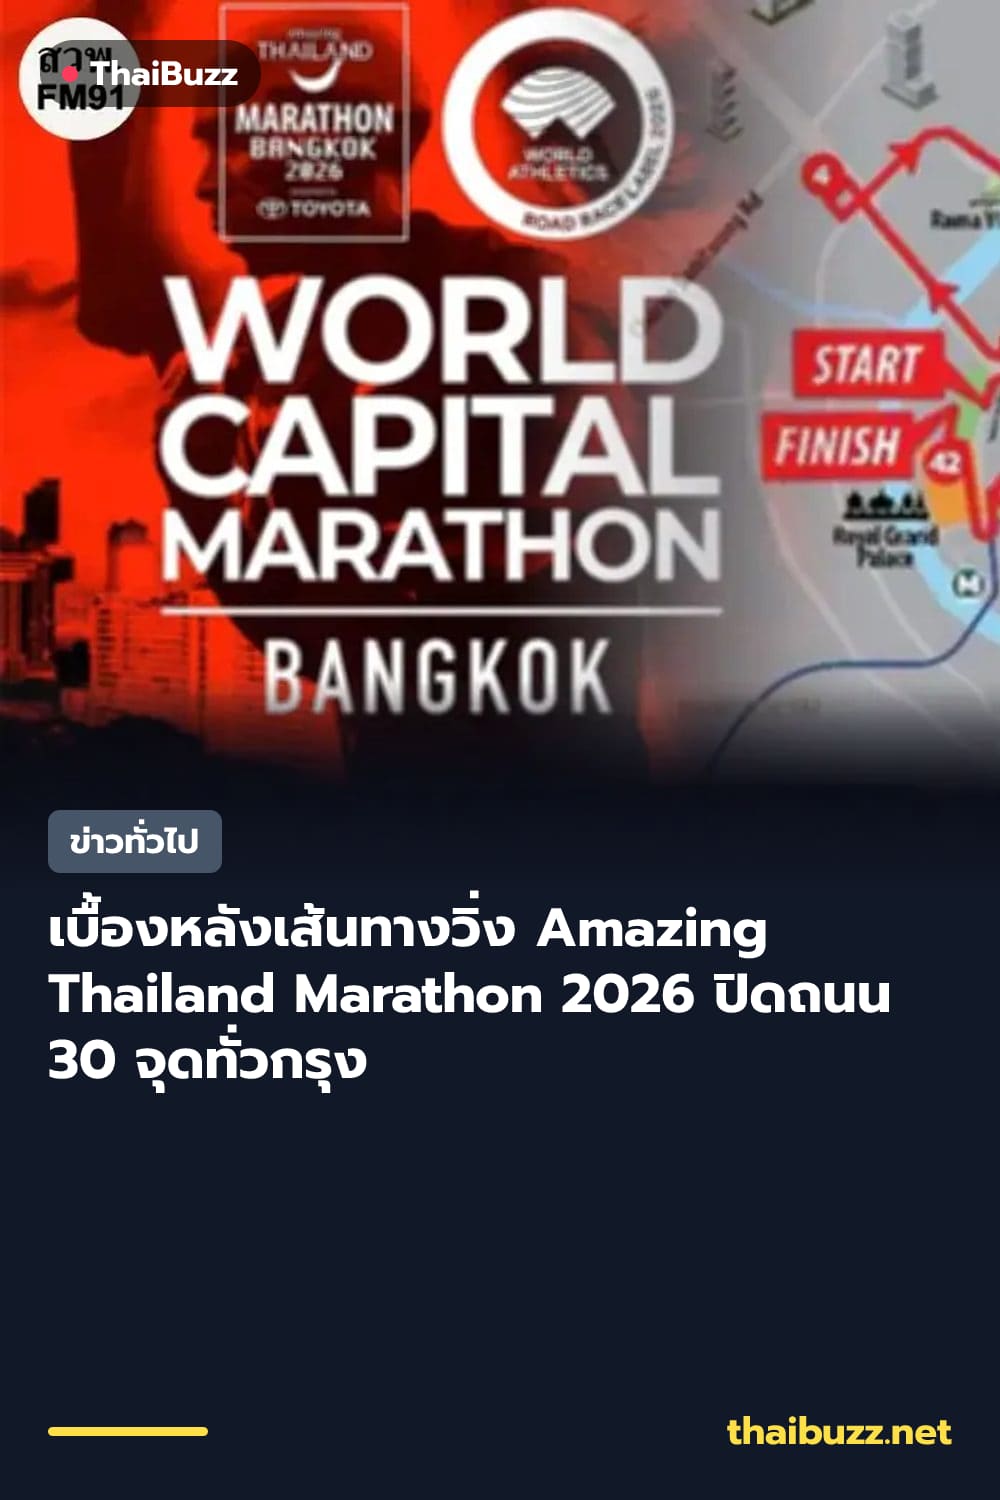 สวพ.
FM91
ThaiBuzz
amazing
THAILAND
MARATHON
BANGKOK
2026
TOYOTA
WORLD
ATHLETICS
ROAD RACE LABEL 2026
WORLD
CAPITAL
MARATHON
BANGKOK
4
START
FINISH
42
Royal Grand
Palace
M
ข่าวทั่วไป
เบื้องหลังเส้นทางวิ่ง Amazing
Thailand Marathon 2026 ปิดถนน
30 จุดทั่วกรุง
thaibuzz.net